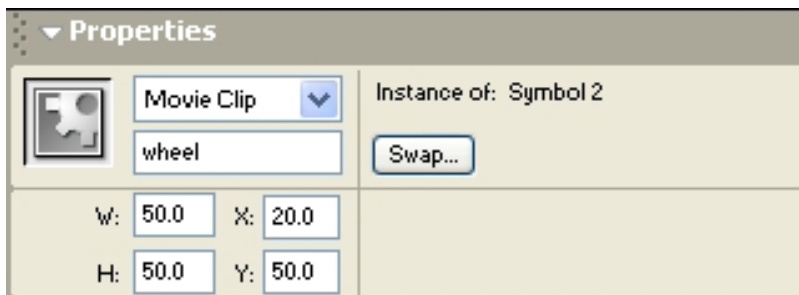 Properties
Movie Clip
Instance of: Symbol 2
wheel
Swap...
W: 50.0 X: 20.0
H: 50.0 Y: 50.0